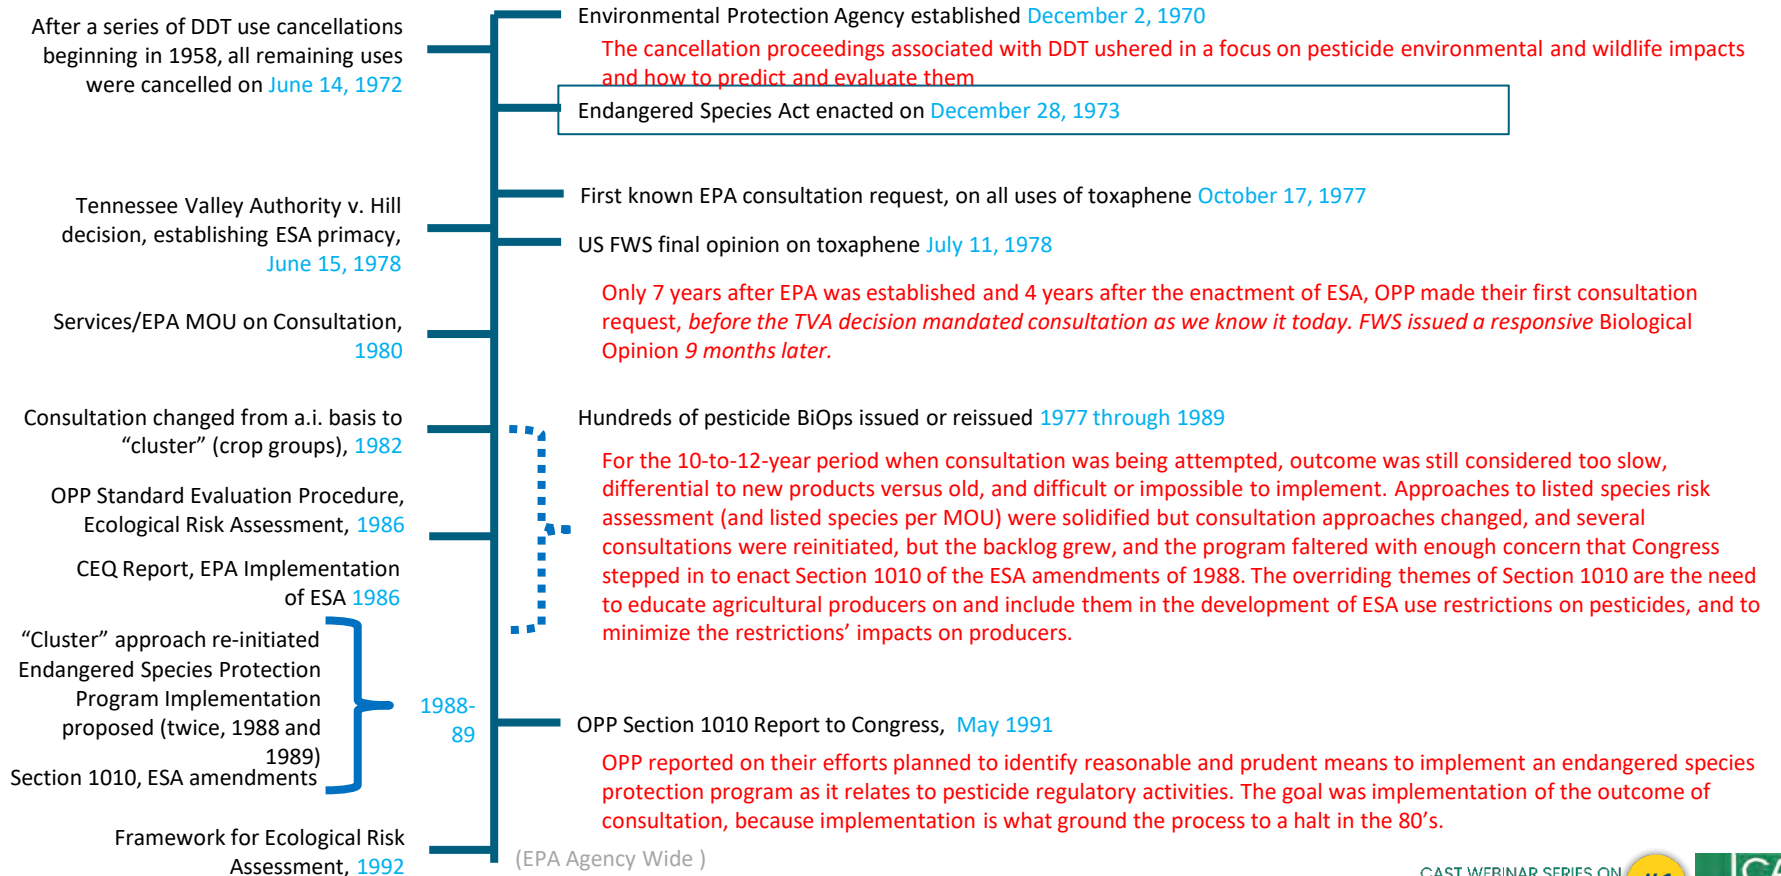 After a series of DDT use cancellations
beginning in 1958, all remaining uses
were cancelled on June 14, 1972
Environmental Protection Agency established December 2, 1970
The cancellation proceedings associated with DDT ushered in a focus on pesticide environmental and wildlife impacts
and how to predict and evaluate them
Endangered Species Act enacted on December 28, 1973
First known EPA consultation request, on all uses of toxaphene October 17, 1977
Tennessee Valley Authority v. Hill
decision, establishing ESA primacy,
June 15, 1978
US FWS final opinion on toxaphene July 11, 1978
Only 7 years after EPA was established and 4 years after the enactment of ESA, OPP made their first consultation
request, before the TVA decision mandated consultation as we know it today. FWS issued a responsive Biological
Opinion 9 months later.
Services/EPA MOU on Consultation,
1980
Consultation changed from a.i. basis to
“cluster” (crop groups), 1982
Hundreds of pesticide BiOps issued or reissued 1977 through 1989
For the 10-to-12-year period when consultation was being attempted, outcome was still considered too slow,
differential to new products versus old, and difficult or impossible to implement. Approaches to listed species risk
assessment (and listed species per MOU) were solidified but consultation approaches changed, and several
consultations were reinitiated, but the backlog grew, and the program faltered with enough concern that Congress
stepped in to enact Section 1010 of the ESA amendments of 1988. The overriding themes of Section 1010 are the need
to educate agricultural producers on and include them in the development of ESA use restrictions on pesticides, and to
minimize the restrictions’ impacts on producers.
OPP Standard Evaluation Procedure,
Ecological Risk Assessment, 1986
CEQ Report, EPA Implementation
of ESA 1986
“Cluster” approach re-initiated
Endangered Species Protection
Program Implementation
proposed (twice, 1988 and
1989)
Section 1010, ESA amendments
1988-
89
OPP Section 1010 Report to Congress, May 1991
OPP reported on their efforts planned to identify reasonable and prudent means to implement an endangered species
protection program as it relates to pesticide regulatory activities. The goal was implementation of the outcome of
consultation, because implementation is what ground the process to a halt in the 80’s.
Framework for Ecological Risk
Assessment, 1992
(EPA Agency Wide )
CAST WEBINAR SERIES ON